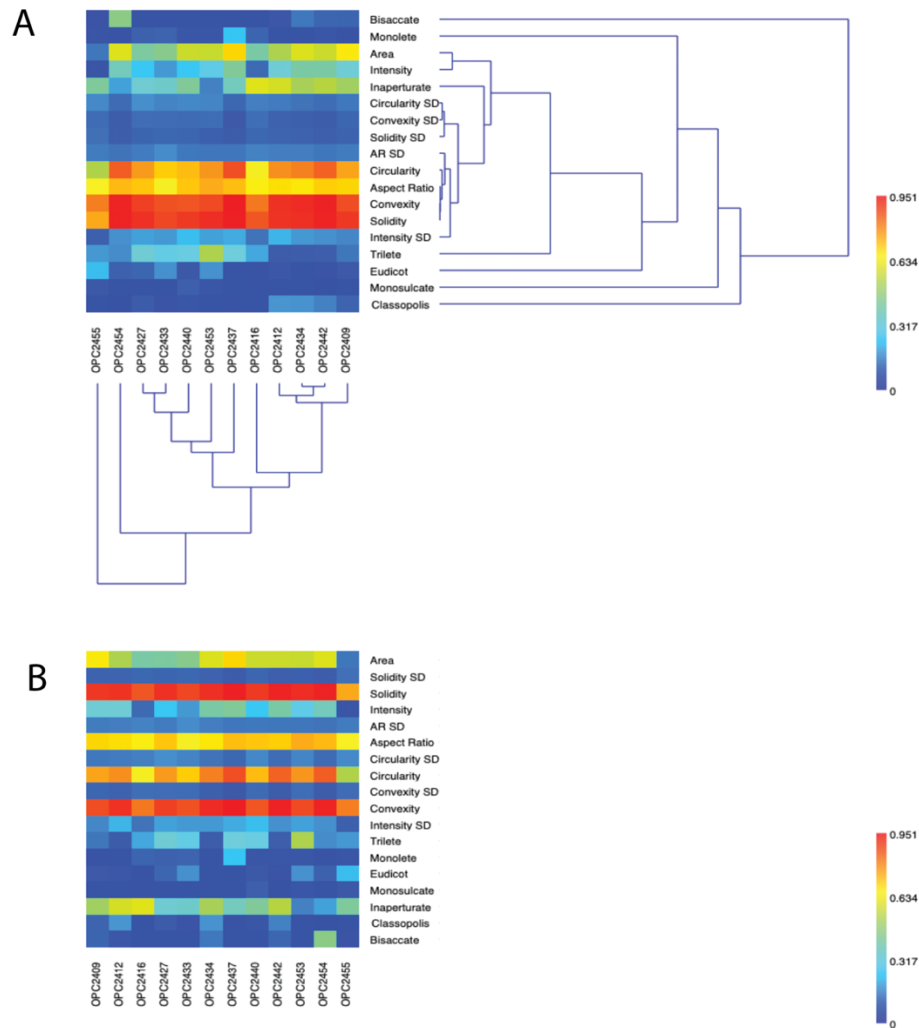 A
Bisaccate
Monolete
Area
Intensity
Inaperturate
Circularity SD
Convexity SD
Solidity SD
AR SD
Circularity
Aspect Ratio
Convexity
Solidity
Intensity SD
Trilete
Eudicot
Monosulcate
Classopolis
0.951
0.634
0.317
0
OPC2455
OPC2454
OPC2427
OPC2433
OPC2440
OPC2453
OPC2437
OPC2416
OPC2412
OPC2434
OPC2442
OPC2409
B
Area
Solidity SD
Solidity
Intensity
AR SD
Aspect Ratio
Circularity SD
Circularity
Convexity SD
Convexity
Intensity SD
Trilete
Monolete
Eudicot
Monosulcate
Inaperturate
Classopolis
Bisaccate
0.951
0.634
0.317
0
OPC2409
OPC2412
OPC2416
OPC2427
OPC2433
OPC2434
OPC2437
OPC2440
OPC2442
OPC2453
OPC2454
OPC2455